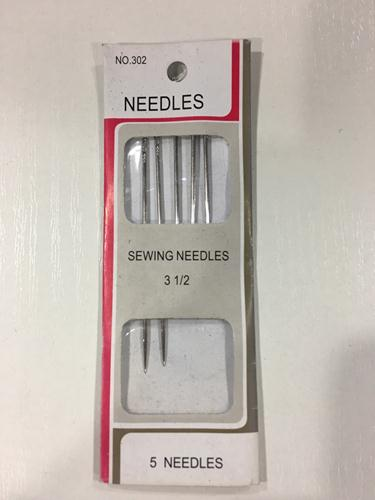 NO.302
NEEDLES
SEWING NEEDLES
3 1/2
5 NEEDLES